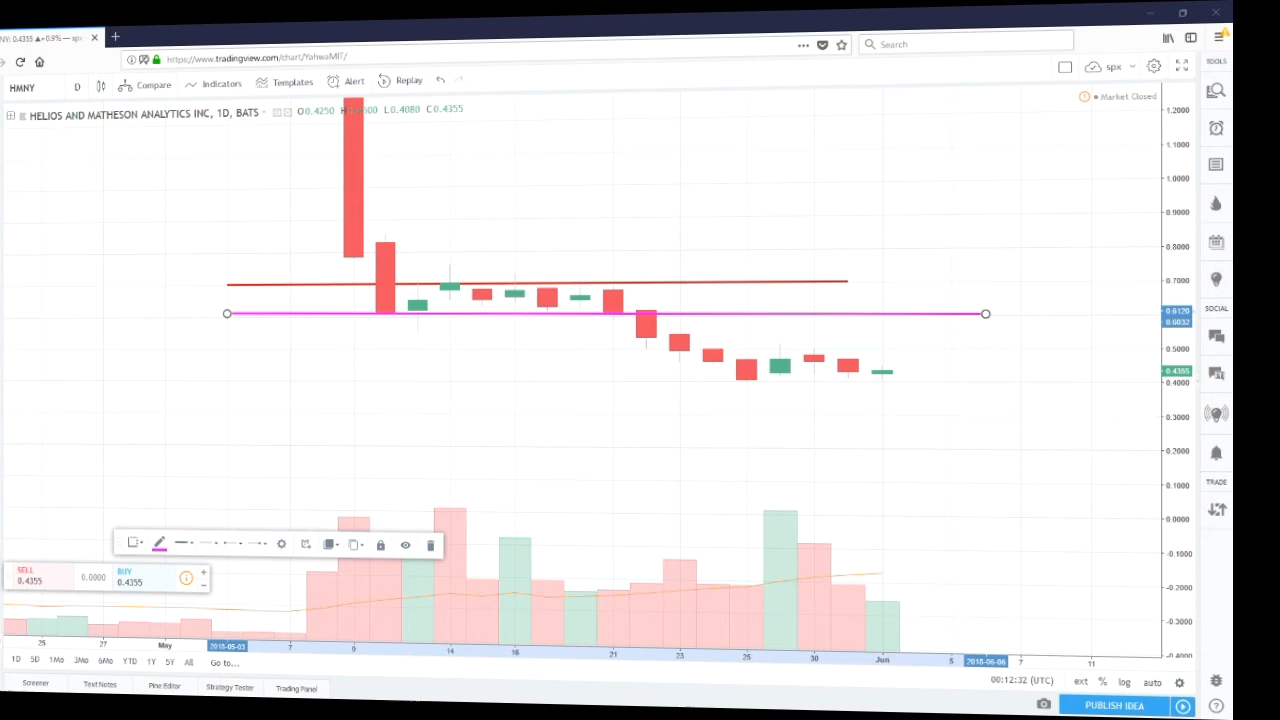 NY: 0.4355 ▲+0.9% — spx
https://www.tradingview.com/chart/YahwaMIT/
Search
HMNY D Compare Indicators Templates Alert Replay spx
TOOLS
HELIOS AND MATHESON ANALYTICS INC, 1D, BATS O0.4250 L0.4080 C0.4355
Market Closed
1.2000
1.1000
1.0000
0.9000
0.8000
0.7000
SOCIAL
0.6120
0.6032
0.5000
0.4355
0.4000
0.3000
0.2000
TRADE
0.1000
0.0000
-0.1000
SELL
0.4355
0.0000
BUY
0.4355
-0.2000
-0.3000
-0.4000
25 27 May 2018-05-03 7 9 14 16 21 23 25 30 Jun 5 2018-06-06 7 11
1D 5D 1Mo 3Mo 6Mo YTD 1Y 5Y All Go to...
00:12:32 (UTC) ext % log auto
Screener Text Notes Pine Editor Strategy Tester Trading Panel
PUBLISH IDEA